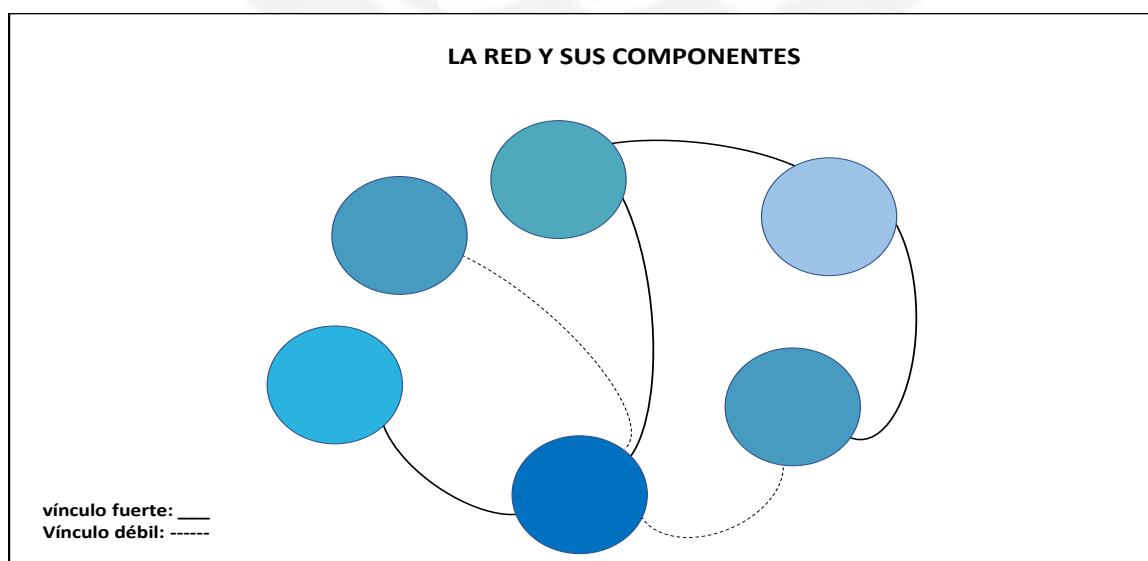 LA RED Y SUS COMPONENTES
vínculo fuerte: ___
Vínculo débil: ------